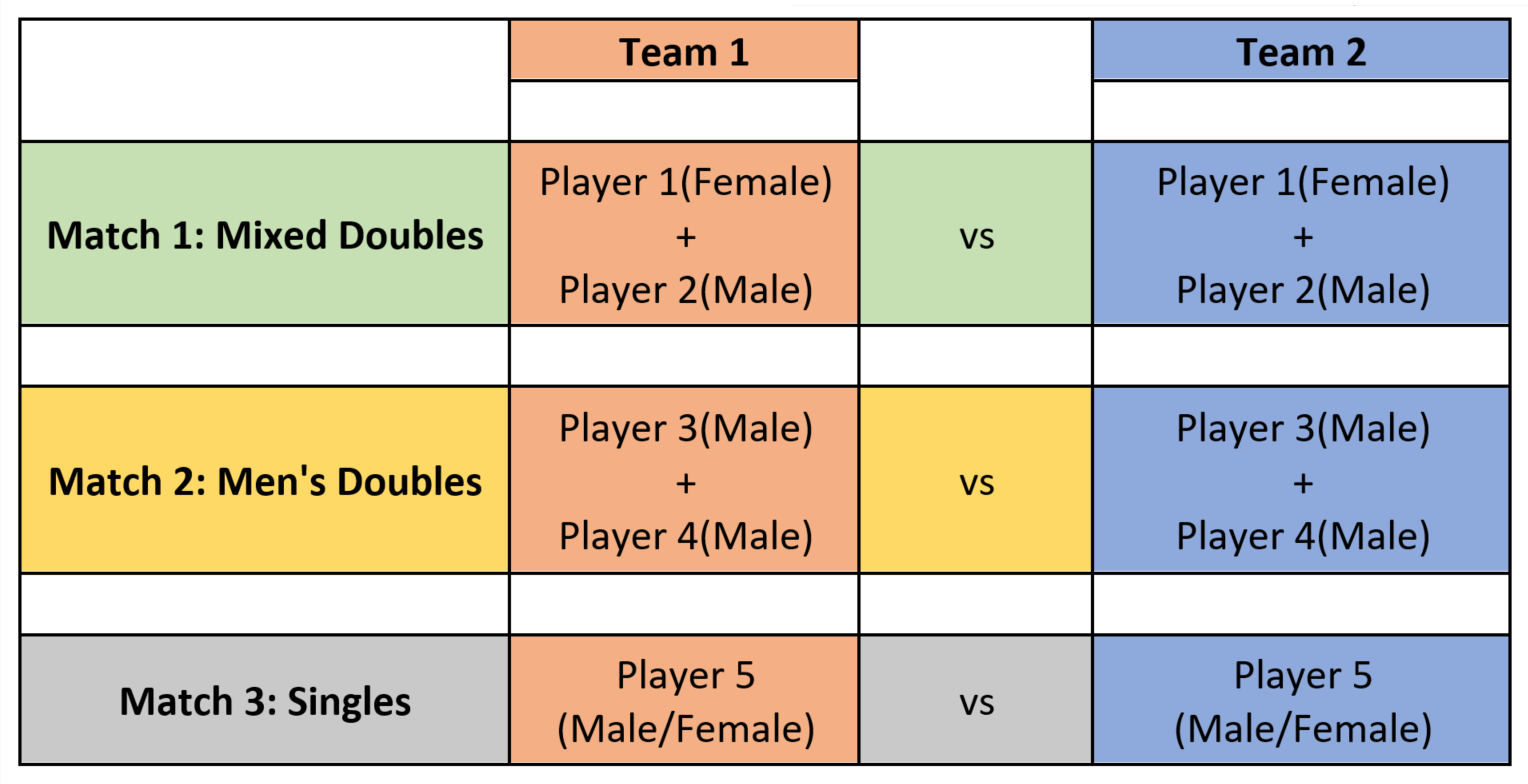 Team 1
Team 2
Match 1: Mixed Doubles
Player 1(Female)
+
Player 2(Male)
vs
Player 1(Female)
+
Player 2(Male)
Match 2: Men's Doubles
Player 3(Male)
+
Player 4(Male)
vs
Player 3(Male)
+
Player 4(Male)
Match 3: Singles
Player 5
(Male/Female)
vs
Player 5
(Male/Female)